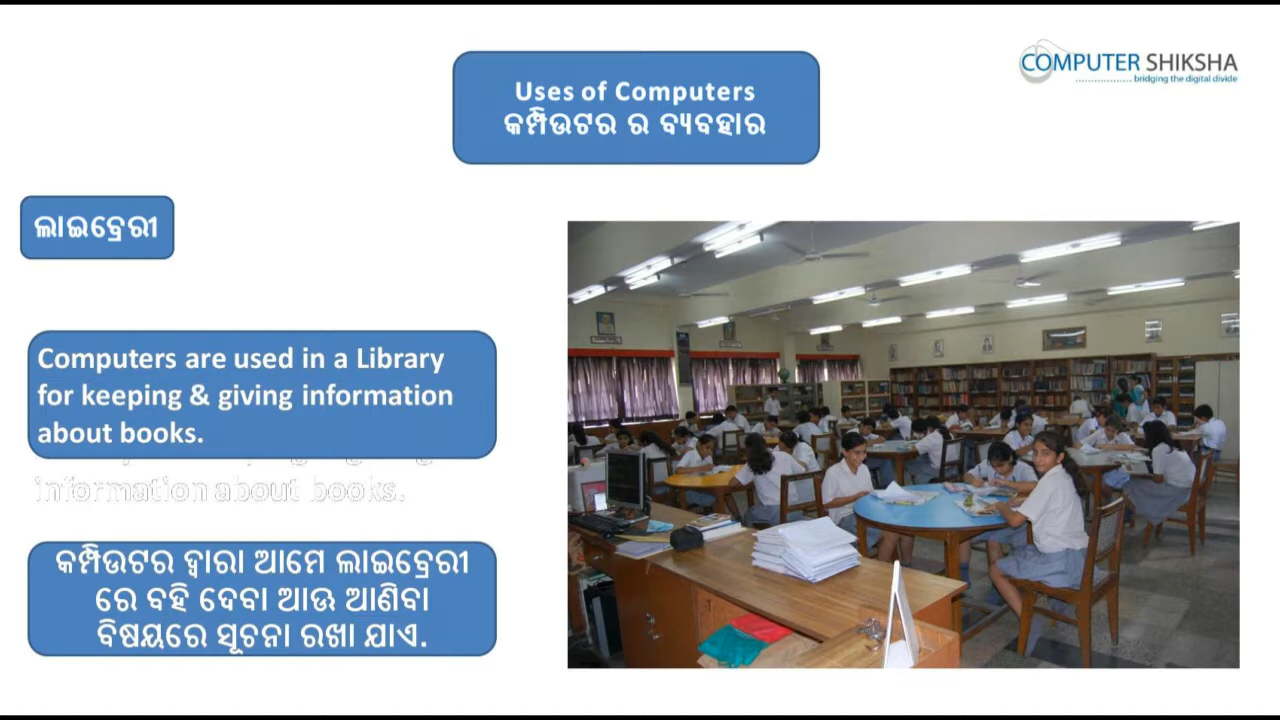 COMPUTER SHIKSHA
bridging the digital divide
Uses of Computers
କମ୍ପିଉଟର ର ବ୍ୟବହାର
ଲାଇବ୍ରେରୀ
Computers are used in a Library
for keeping & giving information
about books.
information about books.
କମ୍ପିଉଟର ଦ୍ଵାରା ଆମେ ଲାଇବ୍ରେରୀ
ରେ ବହି ଦେବା ଆଉ ଆଣିବା
ବିଷୟରେ ସୂଚନା ରଖା ଯାଏ.